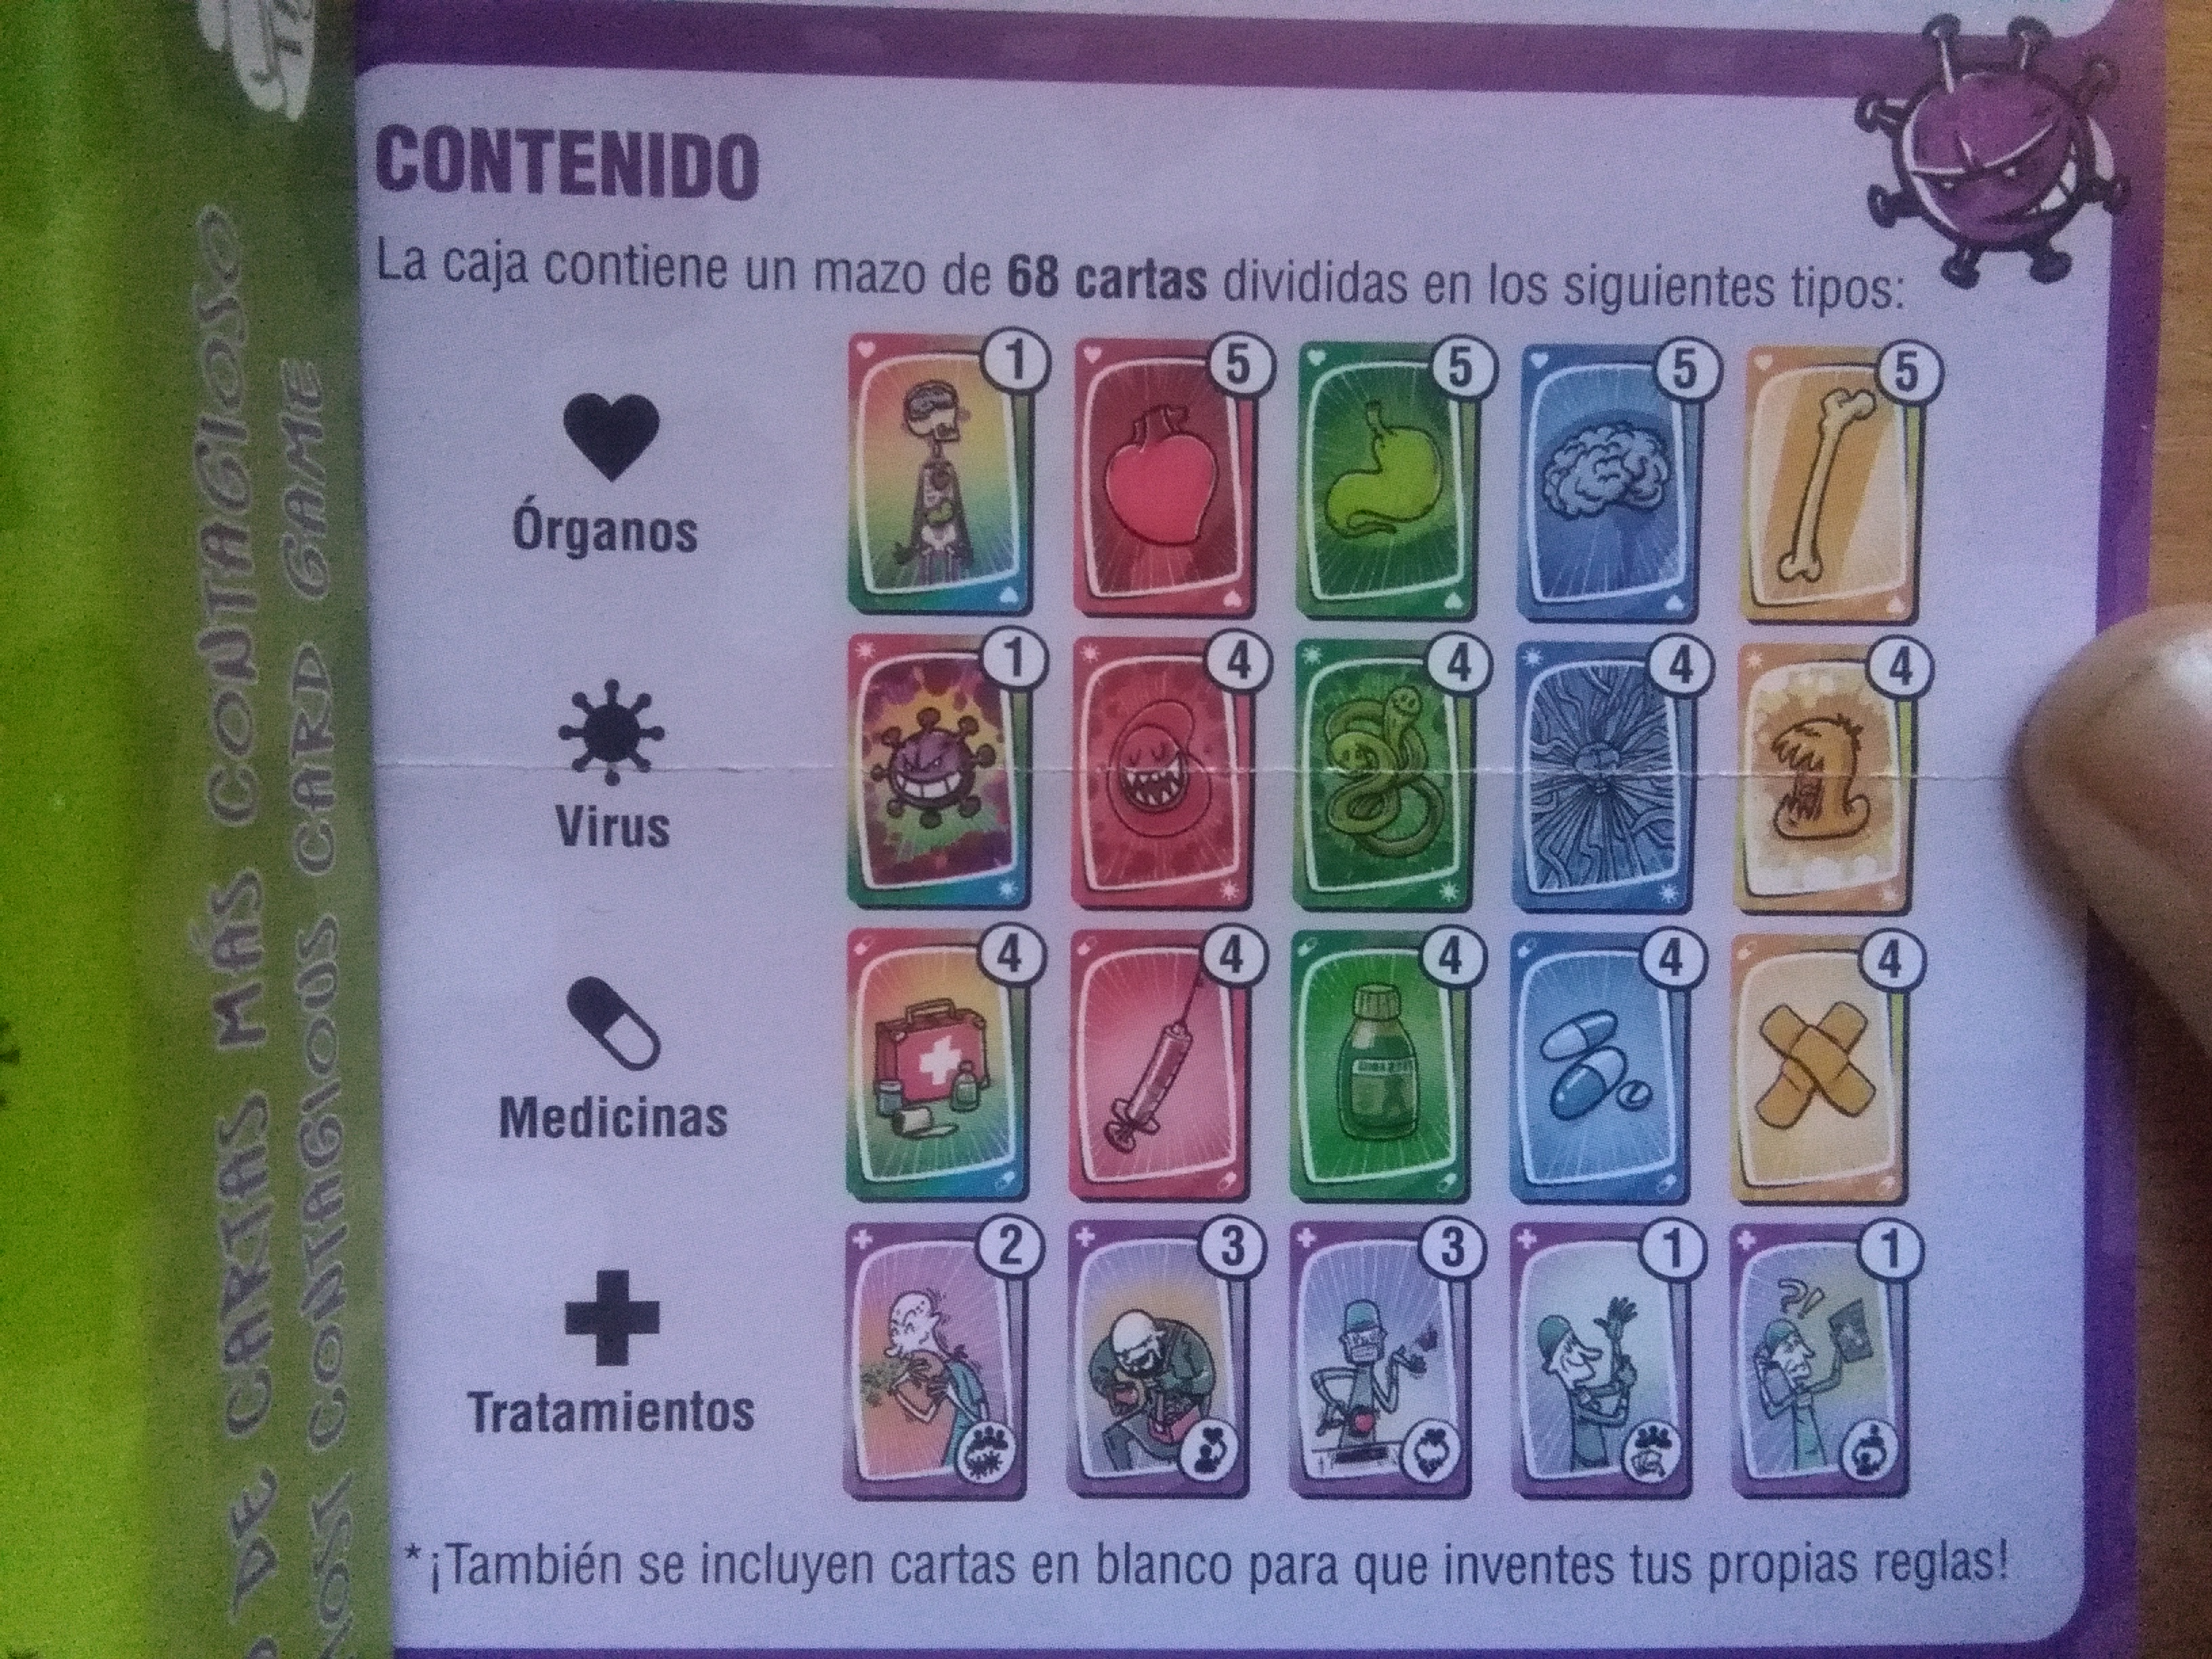 CONTENIDO
La caja contiene un mazo de 68 cartas divididas en los siguientes tipos:
Órganos
1 5 5 5 5
Virus
1 4 4 4 4
Medicinas
4 4 4 4 4
Tratamientos
2 3 3 1 1
?!
* ¡También se incluyen cartas en blanco para que inventes tus propias reglas!
DE CARTAS MÁS CONTAGIOSO
MOST CONTAGIOUS CARD GAME